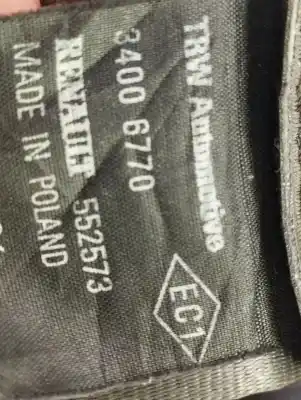 TRW Automotive
3400 6770
RENAULT 552573
MADE IN POLAND
EC1